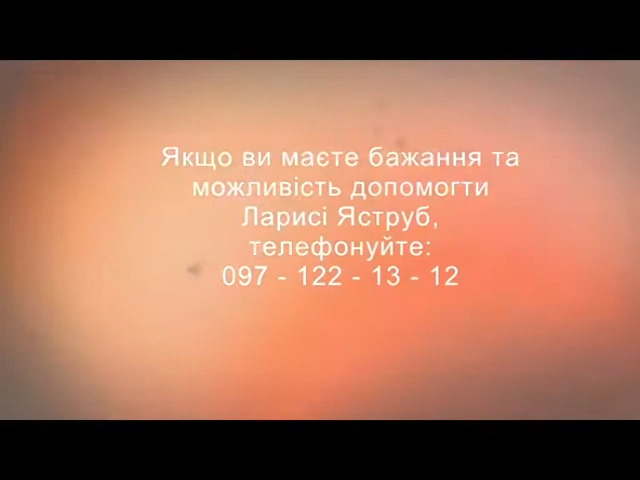 Якщо ви маєте бажання та
можливість допомогти
Ларисі Яструб,
телефонуйте:
097 - 122 - 13 - 12